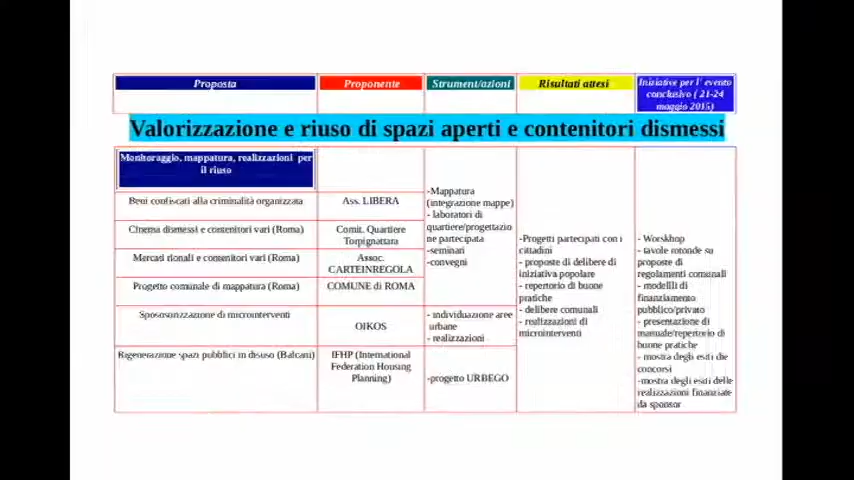 Proposta
Proponente
Strument/azioni
Risultati attesi
Iniziative per l' evento
conclusivo ( 21-24
maggio 2015)
Valorizzazione e riuso di spazi aperti e contenitori dismessi
Monitoraggio, mappatura, realizzazioni per
il riuso
Beni confiscati alla criminalità organizzata
Ass. LIBERA
Cinema dismessi e contenitori vari (Roma)
Comit. Quartiere
Torpignattara
Mercati rionali e contenitori vari (Roma)
Assoc.
CARTEINREGOLA
Progetto comunale di mappatura (Roma)
COMUNE di ROMA
-Mappatura
(integrazione mappe)
- laboratori di
quartiere/progettazio
ne partecipata
-seminari
-convegni
Sponsorizzazione di microinterventi
OIKOS
- individuazione aree
urbane
- realizzazioni
Rigenerazione spazi pubblici in disuso (Balcani)
IFHP (International
Federation Housing
Planning)
-progetto URBEGO
-Progetti partecipati con i
cittadini
- proposte di delibere di
iniziativa popolare
- repertorio di buone
pratiche
- delibere comunali
- realizzazioni di
microinterventi
- Worskhop
- tavole rotonde su
proposte di
regolamenti comunali
- modellli di
finanziamento
pubblico/privato
- presentazione di
manuale/repertorio di
buone pratiche
- mostra degli esiti die
concorsi
-mostra degli esiti delle
realizzazioni finanziate
da sponsor